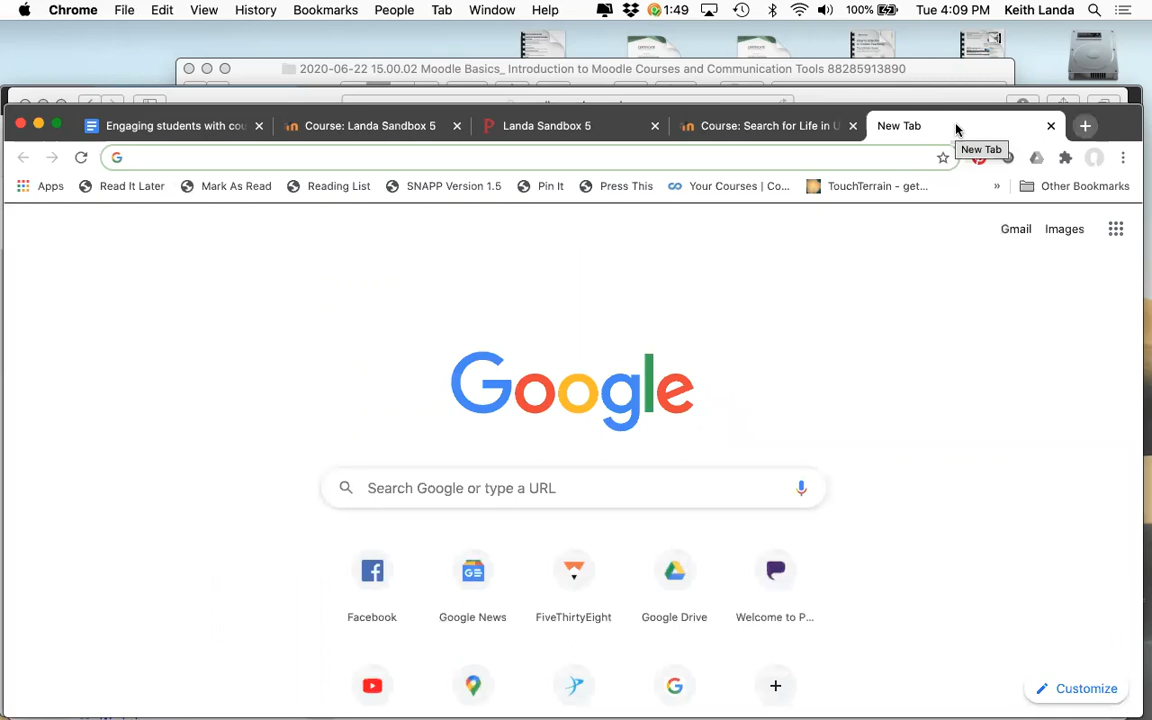 Chrome File Edit View History Bookmarks People Tab Window Help 1:49 100% Tue 4:09 PM Keith Landa
2020-06-22 15.00.02 Moodle Basics_ Introduction to Moodle Courses and Communication Tools 88285913890
Engaging students with cou Course: Landa Sandbox 5 Landa Sandbox 5 Course: Search for Life in U New Tab
New Tab
Apps Read It Later Mark As Read Reading List SNAPP Version 1.5 Pin It Press This Your Courses | Co... TouchTerrain - get... » Other Bookmarks
Gmail Images
Google
Search Google or type a URL
Facebook Google News FiveThirtyEight Google Drive Welcome to P...
Customize